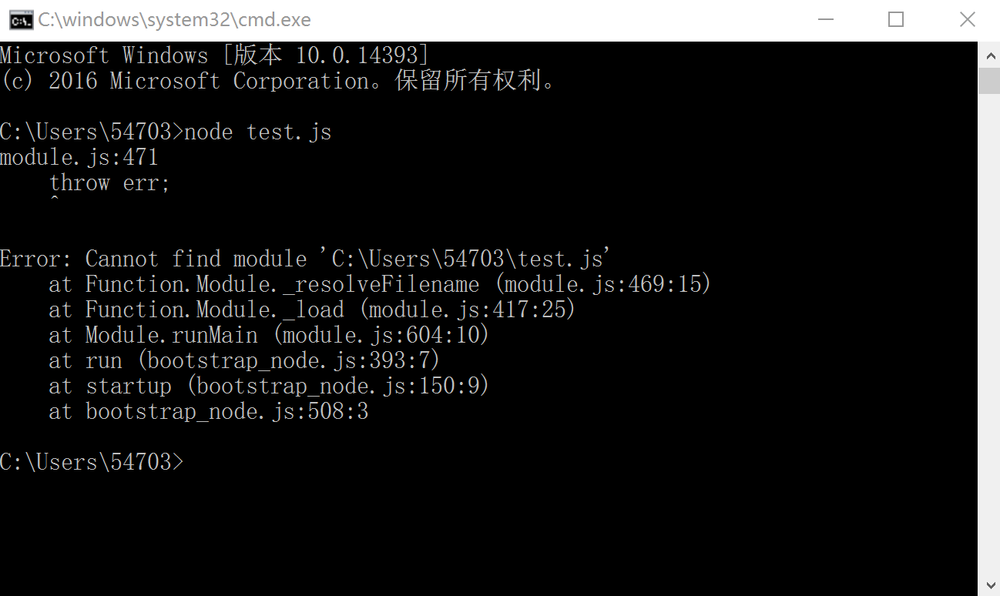 C:\windows\system32\cmd.exe
Microsoft Windows [版本 10.0.14393]
(c) 2016 Microsoft Corporation。保留所有权利。
C:\Users\54703>node test.js
module.js:471
    throw err;
    ^
Error: Cannot find module 'C:\Users\54703\test.js'
    at Function.Module._resolveFilename (module.js:469:15)
    at Function.Module._load (module.js:417:25)
    at Module.runMain (module.js:604:10)
    at run (bootstrap_node.js:393:7)
    at startup (bootstrap_node.js:150:9)
    at bootstrap_node.js:508:3
C:\Users\54703>